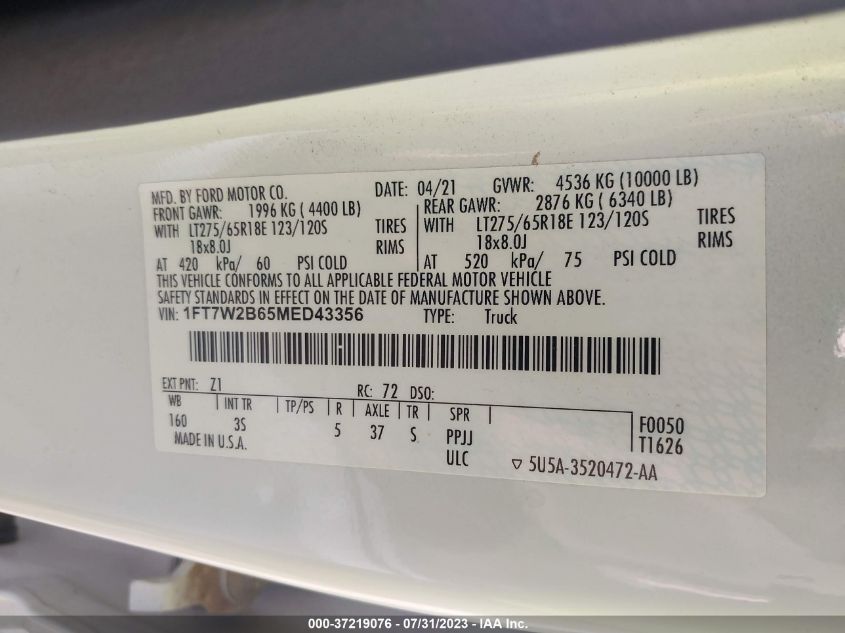 MFD. BY FORD MOTOR CO. DATE: 04/21 GVWR: 4536 KG (10000 LB)
FRONT GAWR: 1996 KG ( 4400 LB) REAR GAWR: 2876 KG ( 6340 LB)
WITH LT275/65R18E 123/120S TIRES WITH LT275/65R18E 123/120S TIRES
18x8.0J RIMS 18x8.0J RIMS
AT 420 kPa/ 60 PSI COLD AT 520 kPa/ 75 PSI COLD
THIS VEHICLE CONFORMS TO ALL APPLICABLE FEDERAL MOTOR VEHICLE
SAFETY STANDARDS IN EFFECT ON THE DATE OF MANUFACTURE SHOWN ABOVE.
VIN: 1FT7W2B65MED43356 TYPE: Truck
EXT PNT: Z1 RC: 72 DSO:
WB INT TR TP/PS R AXLE TR SPR F0050
160 3S 5 37 S PPJJ T1626
MADE IN U.S.A. ULC 5U5A-3520472-AA
000-37219076 - 07/31/2023 - IAA Inc.